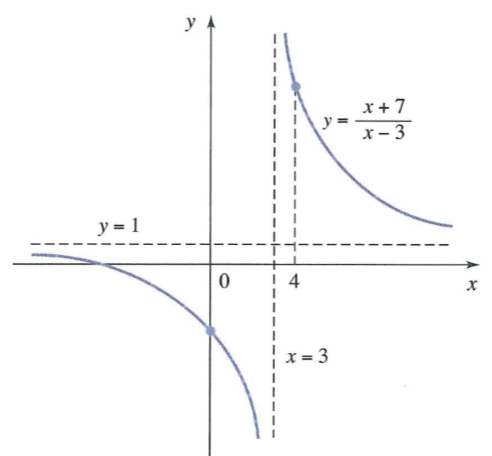 y
y = x + 7 / x − 3
y = 1
0
4
x
x = 3